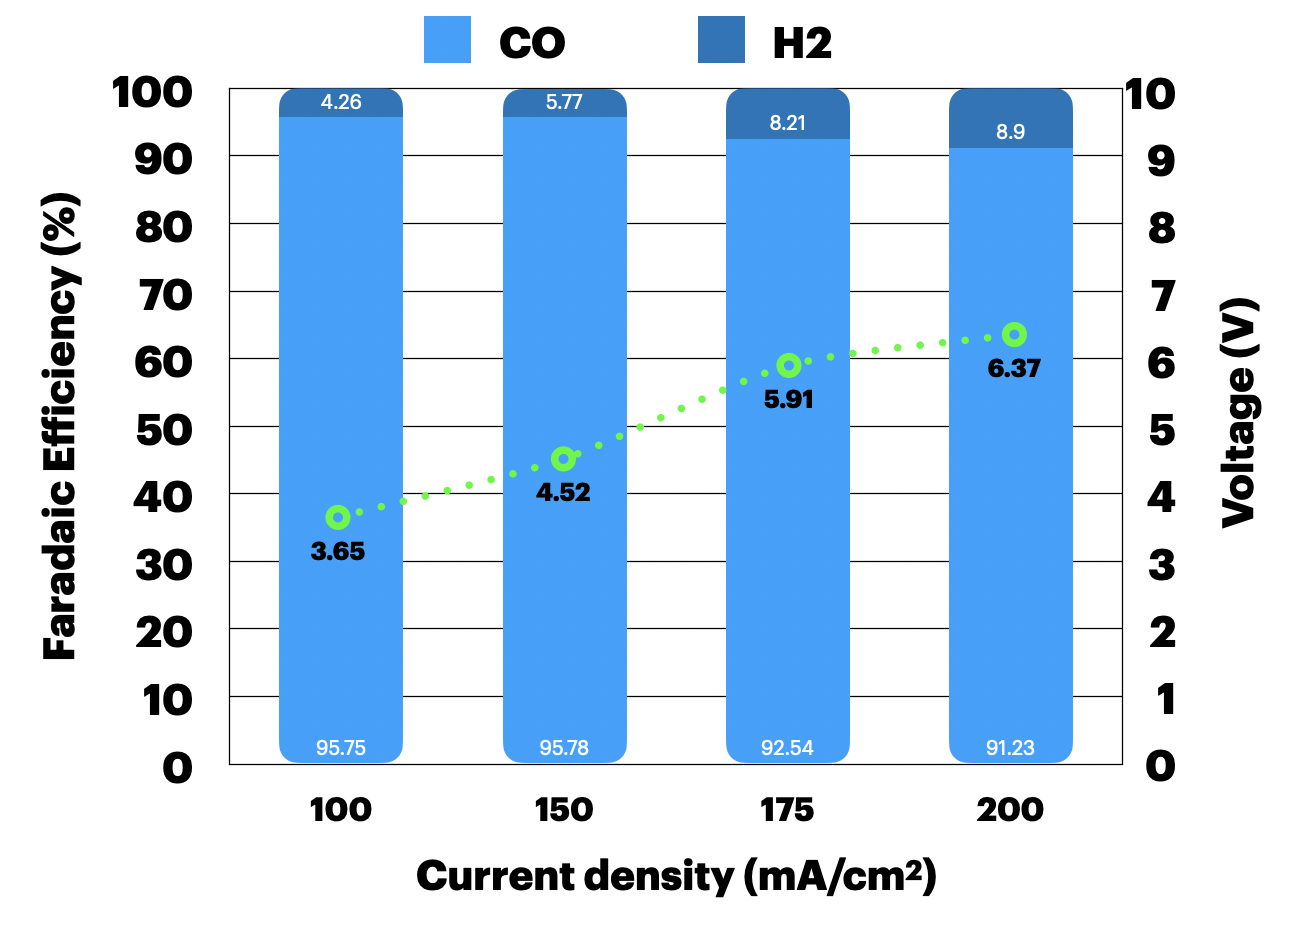 CO H2
100 4.26 5.77 8.21 8.9 10
90 9
80 8
70 7
60 6
50 5
40 4
30 3
20 2
10 1
0 0
6.37
5.91
4.52
3.65
95.75 95.78 92.54 91.23
100 150 175 200
Current density (mA/cm²)
Faradaic Efficiency (%)
Voltage (V)